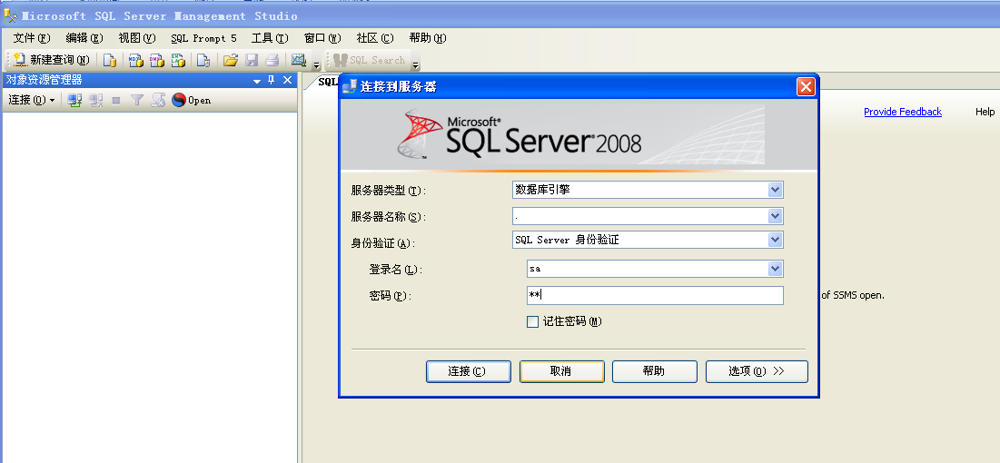 Microsoft SQL Server Management Studio
文件(F) 编辑(E) 视图(V) SQL Prompt 5 工具(T) 窗口(W) 社区(C) 帮助(H)
新建查询(N) SQL Search
对象资源管理器
连接(O) Open
SQL
连接到服务器
Provide Feedback Help
Microsoft®
SQL Server® 2008
服务器类型(T): 数据库引擎
服务器名称(S): .
身份验证(A): SQL Server 身份验证
登录名(L): sa
密码(P): **
of SSMS open.
记住密码(M)
连接(C) 取消 帮助 选项(O) >>